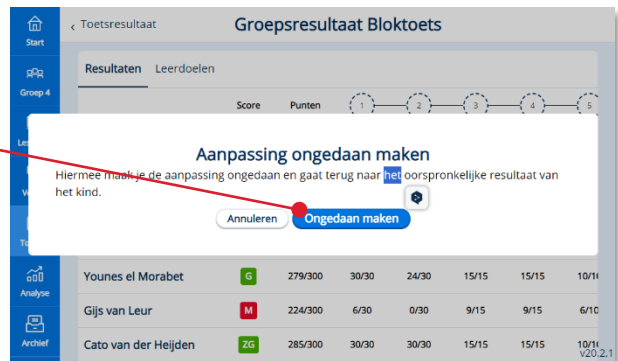 Start
‹ Toetsresultaat Groepsresultaat Bloktoets
Groep 4
Resultaten Leerdoelen
Score Punten 1 2 3 4 5
Aanpassing ongedaan maken
Hiermee maak je de aanpassing ongedaan en gaat terug naar het oorspronkelijke resultaat van
het kind.
Annuleren Ongedaan maken
Younes el Morabet G 279/300 30/30 24/30 15/15 15/15
Analyse
Gijs van Leur M 224/300 6/30 0/30 9/15 9/15 6/10
Cato van der Heijden ZG 285/300 30/30 30/30 15/15 15/15
Archief
v20.2.1